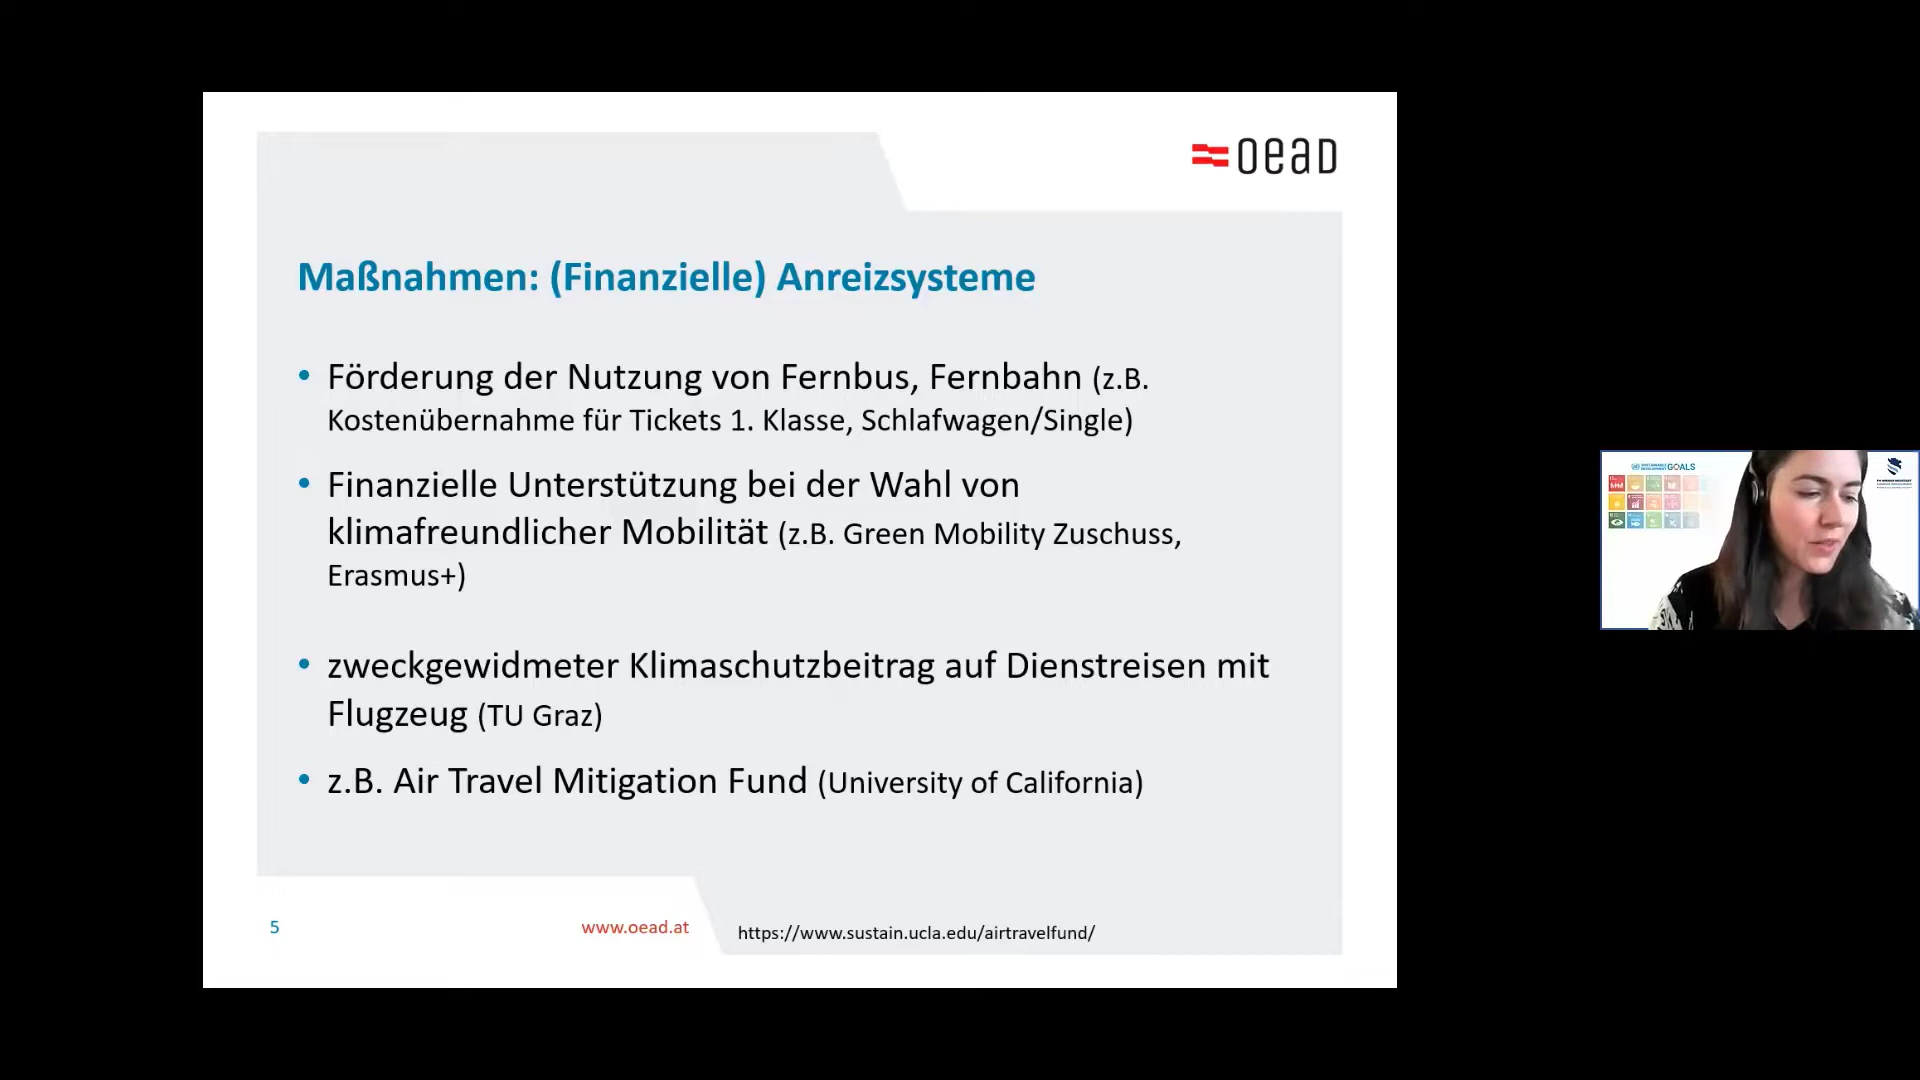 oead
Maßnahmen: (Finanzielle) Anreizsysteme
• Förderung der Nutzung von Fernbus, Fernbahn (z.B.
Kostenübernahme für Tickets 1. Klasse, Schlafwagen/Single)
• Finanzielle Unterstützung bei der Wahl von
klimafreundlicher Mobilität (z.B. Green Mobility Zuschuss,
Erasmus+)
• zweckgewidmeter Klimaschutzbeitrag auf Dienstreisen mit
Flugzeug (TU Graz)
• z.B. Air Travel Mitigation Fund (University of California)
5
www.oead.at
https://www.sustain.ucla.edu/airtravelfund/
GOALS